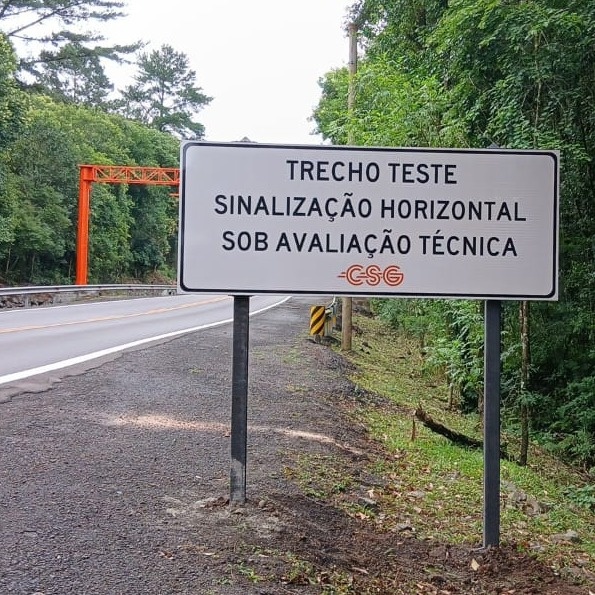 TRECHO TESTE
SINALIZAÇÃO HORIZONTAL
SOB AVALIAÇÃO TÉCNICA
CSG